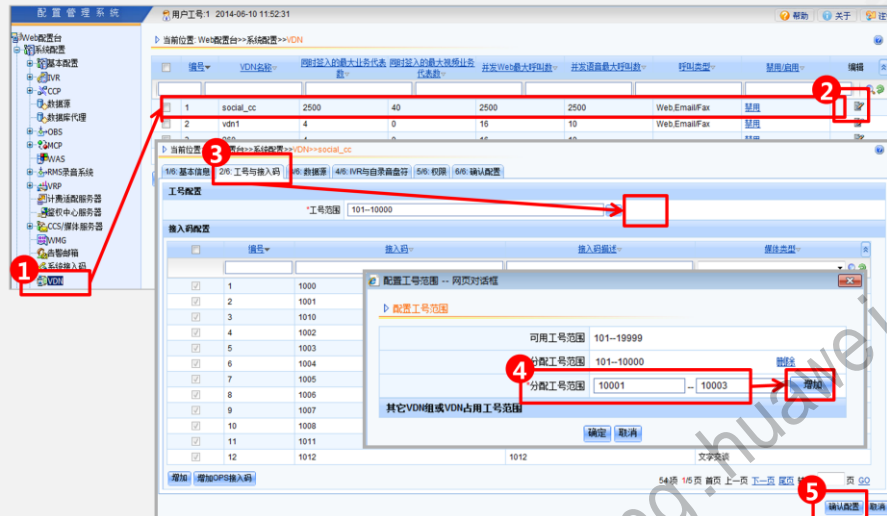 配置管理系统
用户工号:1 2014-06-10 11:52:31
帮助
关于
Web配置台
系统配置
基本配置
IVR
CCP
数据源
数据库代理
OBS
MCP
WAS
RMS录音系统
VRP
计费适配服务器
鉴权中心服务器
CCS/媒体服务器
WMG
告警邮箱
系统接入码
VDN
1
当前位置: Web配置台>>系统配置>>VDN
编号 VDN名称 同时签入的最大业务代表数 同时签入的最大视频业务代表数 并发Web最大呼叫数 并发语音最大呼叫数 呼叫类型 禁用/启用 编辑
2
1 social_cc 2500 40 2500 2500 Web,Email/Fax 禁用
2 vdn1 4 0 16 10 Web,Email/Fax 禁用
3
当前位置: 配置台>>系统配置>>VDN>>social_cc
1/6: 基本信息 2/6: 工号与接入码 3/6: 数据源 4/6: IVR与自录音盘符 5/6: 权限 6/6: 确认配置
工号配置
*工号范围 101--10000
接入码配置
编号 接入码 接入码描述 媒体类型
1 1000
2 1001
3 1010
4 1002
5 1003
6 1004
7 1005
8 1006
9 1007
10 1008
11 1011
12 1012 1012 文字交谈
配置工号范围 -- 网页对话框
配置工号范围
可用工号范围 101--19999
分配工号范围 101--10000 删除
4
*分配工号范围 10001 -- 10003 增加
其它VDN组或VDN占用工号范围
确定 取消
增加 增加OPS接入码
54项 1/5页 首页 上一页 下一页 尾页 页 GO
5
确认配置 取消